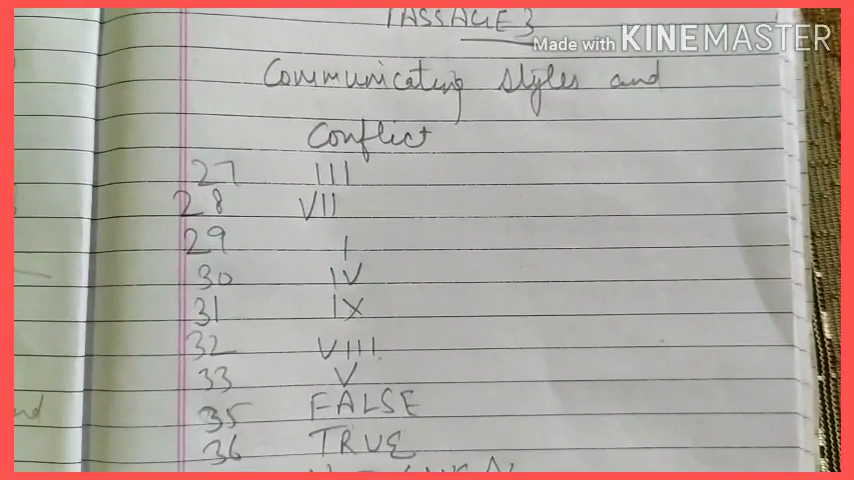 PASSAGE 3
Made with KINEMASTER
Communicating styles and
Conflict
27 III
28 VII
29 I
30 IV
31 IX
32 VIII
33 V
35 FALSE
36 TRUE